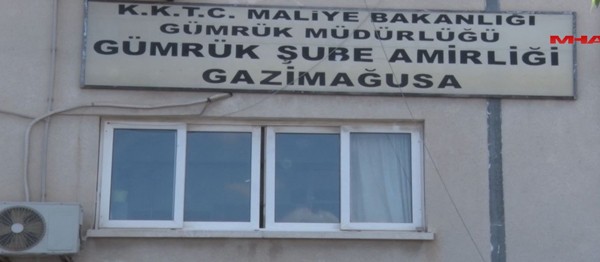 K.K.T.C. MALİYE BAKANLIĞI
GÜMRÜK MÜDÜRLÜĞÜ
GÜMRÜK ŞUBE AMİRLİĞİ
GAZİMAĞUSA